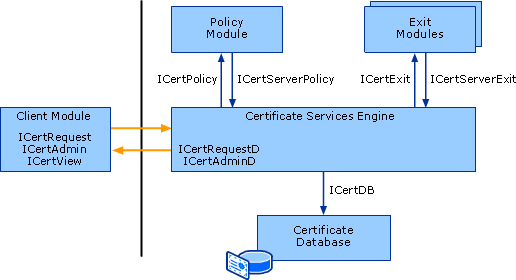 Policy
Module
Exit
Modules
ICertPolicy
ICertServerPolicy
ICertExit
ICertServerExit
Client Module
ICertRequest
ICertAdmin
ICertView
Certificate Services Engine
ICertRequestD
ICertAdminD
ICertDB
Certificate
Database